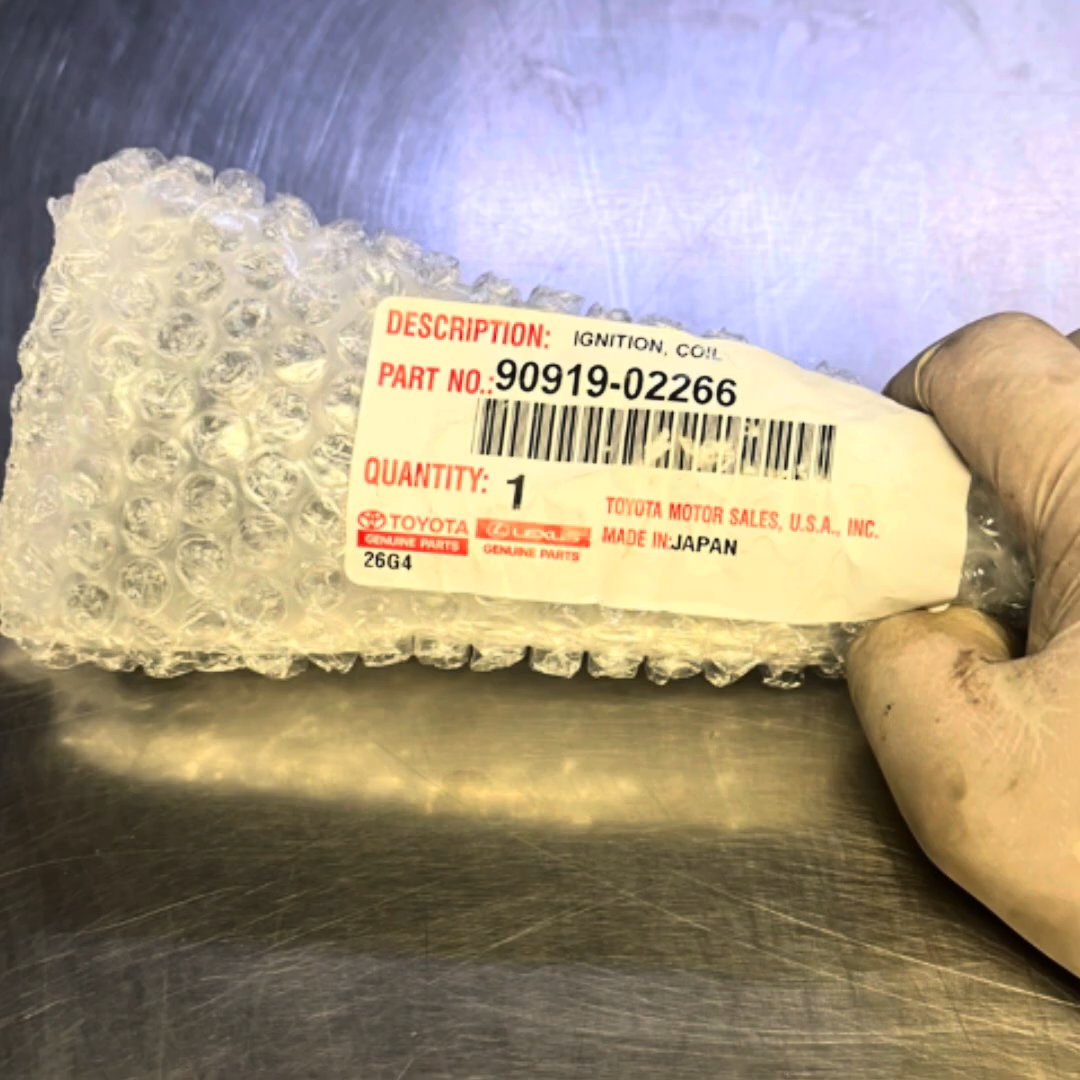 DESCRIPTION: IGNITION, COIL
PART NO.:90919-02266
QUANTITY: 1
TOYOTA MOTOR SALES, U.S.A., INC.
MADE IN:JAPAN
TOYOTA
GENUINE PARTS
LEXUS
GENUINE PARTS
26G4